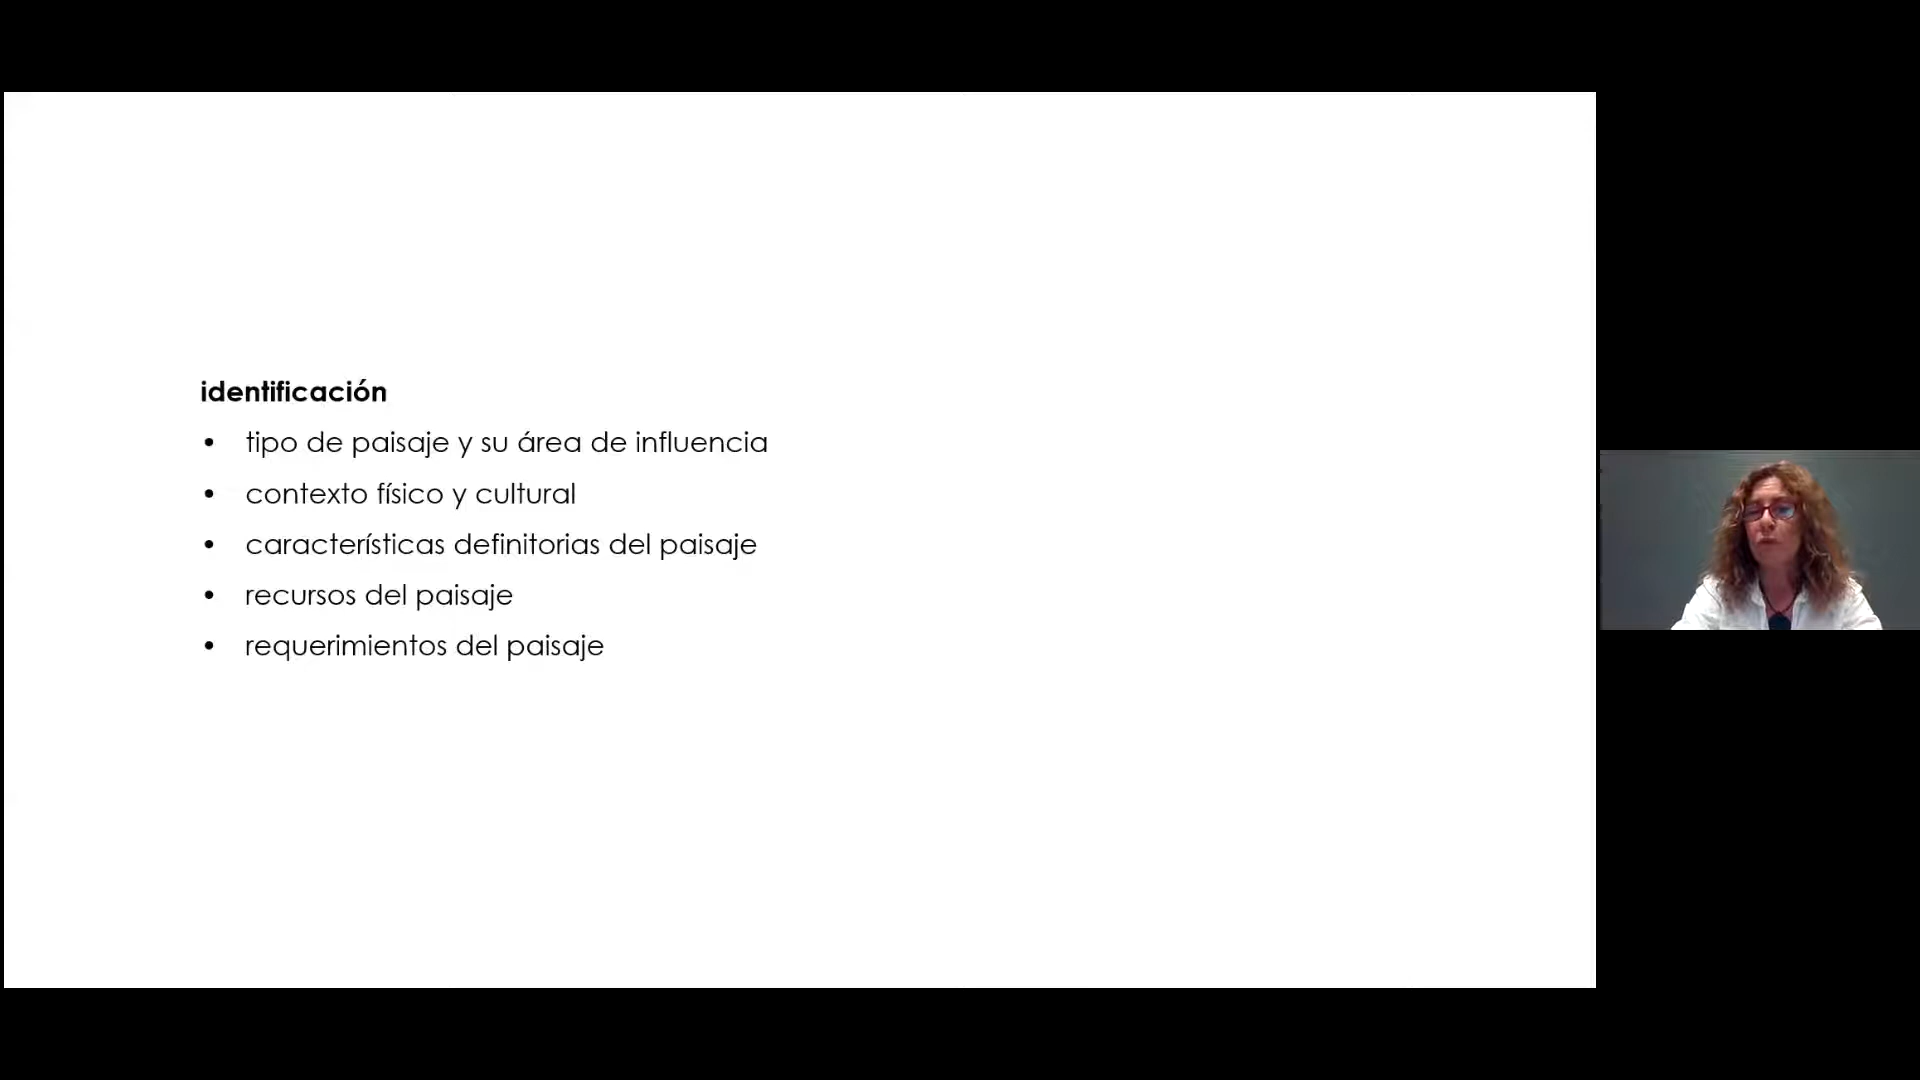 identificación
• tipo de paisaje y su área de influencia
• contexto físico y cultural
• características definitorias del paisaje
• recursos del paisaje
• requerimientos del paisaje